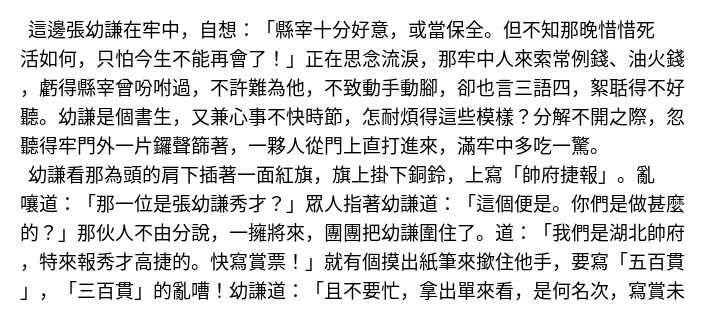 這邊張幼謙在牢中，自想：「縣宰十分好意，或當保全。但不知那晚惜惜死
活如何，只怕今生不能再會了！」正在思念流淚，那牢中人來索常例錢、油火錢
，虧得縣宰曾吩咐過，不許難為他，不致動手動腳，卻也言三語四，絮聒得不好
聽。幼謙是個書生，又兼心事不快時節，怎耐煩得這些模樣？分解不開之際，忽
聽得牢門外一片鑼聲篩著，一夥人從門上直打進來，滿牢中多吃一驚。
幼謙看那為頭的肩下插著一面紅旗，旗上掛下銅鈴，上寫「帥府捷報」。亂
嚷道：「那一位是張幼謙秀才？」眾人指著幼謙道：「這個便是。你們是做甚麼
的？」那伙人不由分說，一擁將來，團團把幼謙圍住了。道：「我們是湖北帥府
，特來報秀才高捷的。快寫賞票！」就有個摸出紙筆來撳住他手，要寫「五百貫
」，「三百貫」的亂嘈！幼謙道：「且不要忙，拿出單來看，是何名次，寫賞未